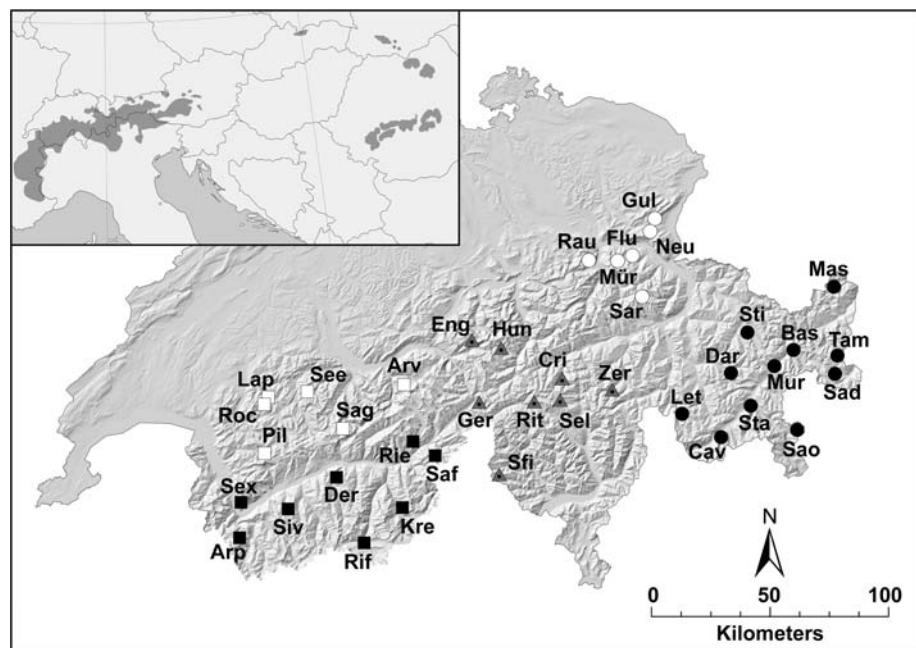 Gul
Rau
Flu
Neu
Mür
Mas
Sar
Sti
Eng
Hun
Bas
Tam
Cri
Dar
Arv
Zer
Mur
Sad
Lap
See
Let
Roc
Sag
Ger
Rit
Sel
Sta
Pil
Cav
Sao
Rie
Saf
Sfi
Sex
Der
Siv
Kre
Arp
Rif
N
0 50 100
Kilometers